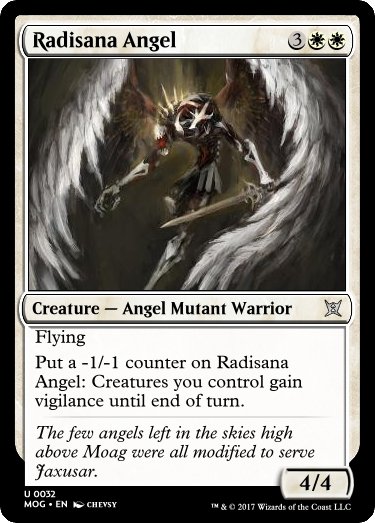 Radisana Angel 3
Creature — Angel Mutant Warrior
Flying
Put a -1/-1 counter on Radisana
Angel: Creatures you control gain
vigilance until end of turn.
The few angels left in the skies high
above Moag were all modified to serve
Jaxusar.
4/4
U 0032
MOG • EN CHEVSY
™ & © 2017 Wizards of the Coast LLC